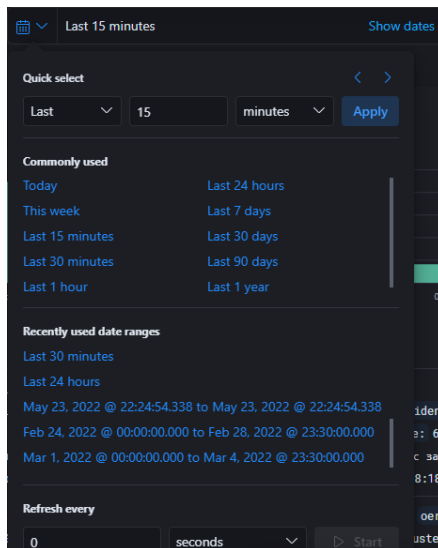 Last 15 minutes Show dates
Quick select
Last 15 minutes Apply
Commonly used
Today Last 24 hours
This week Last 7 days
Last 15 minutes Last 30 days
Last 30 minutes Last 90 days
Last 1 hour Last 1 year
Recently used date ranges
Last 30 minutes
Last 24 hours
May 23, 2022 @ 22:24:54.338 to May 23, 2022 @ 22:24:54.338
Feb 24, 2022 @ 00:00:00.000 to Feb 28, 2022 @ 23:30:00.000
Mar 1, 2022 @ 00:00:00.000 to Mar 4, 2022 @ 23:30:00.000
Refresh every
0 seconds Start